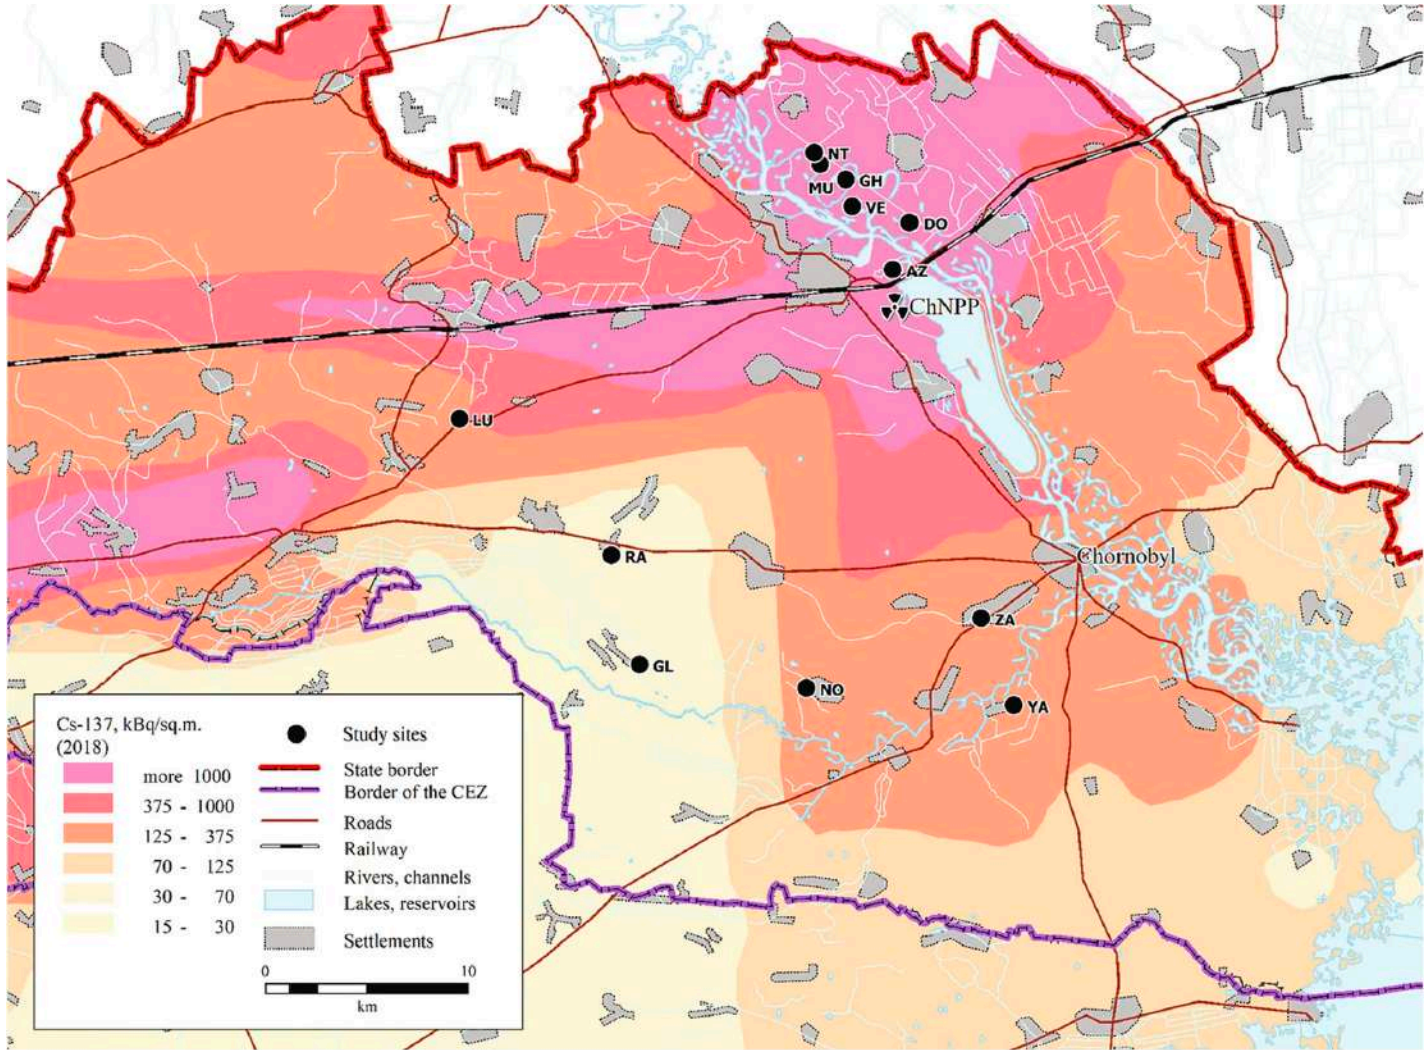 NT
MU
GH
VE
DO
AZ
ChNPP
LU
RA
Chornobyl
ZA
GL
NO
YA
Cs-137, kBq/sq.m.
(2018)
more 1000
375 - 1000
125 - 375
70 - 125
30 - 70
15 - 30
Study sites
State border
Border of the CEZ
Roads
Railway
Rivers, channels
Lakes, reservoirs
Settlements
0 10
km